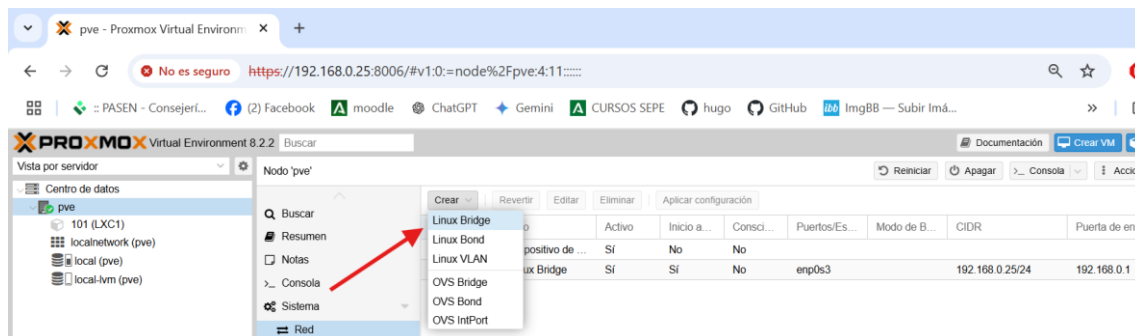 pve - Proxmox Virtual Environm
No es seguro https://192.168.0.25:8006/#v1:0:=node%2Fpve:4:11::::::
:: PASEN - Consejerí... (2) Facebook moodle ChatGPT Gemini CURSOS SEPE hugo GitHub ImgBB — Subir Imá... »
PROXMOX Virtual Environment 8.2.2 Buscar Documentación Crear VM
Vista por servidor Nodo 'pve' Reiniciar Apagar >_ Consola Accio
Centro de datos
pve
101 (LXC1)
localnetwork (pve)
local (pve)
local-lvm (pve)
Buscar
Resumen
Notas
>_ Consola
Sistema
Red
Crear Revertir Editar Eliminar Aplicar configuración
Linux Bridge
Linux Bond
Linux VLAN
OVS Bridge
OVS Bond
OVS IntPort
o Activo Inicio a... Consci... Puertos/Es... Modo de B... CIDR Puerta de en
positivo de ... Sí No No
ux Bridge Sí Sí No enp0s3 192.168.0.25/24 192.168.0.1